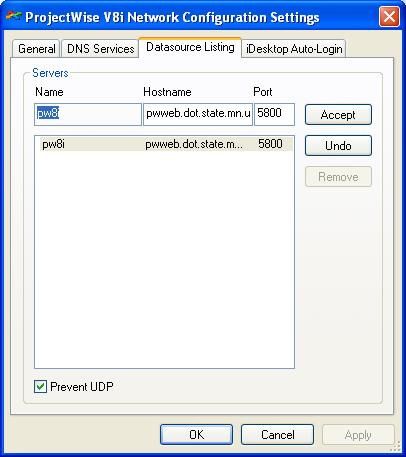 ProjectWise V8i Network Configuration Settings
General DNS Services Datasource Listing iDesktop Auto-Login
Servers
Name Hostname Port
pw8i pwweb.dot.state.mn.u 5800 Accept
pw8i pwweb.dot.state.m... 5800 Undo
Remove
Prevent UDP
OK Cancel Apply